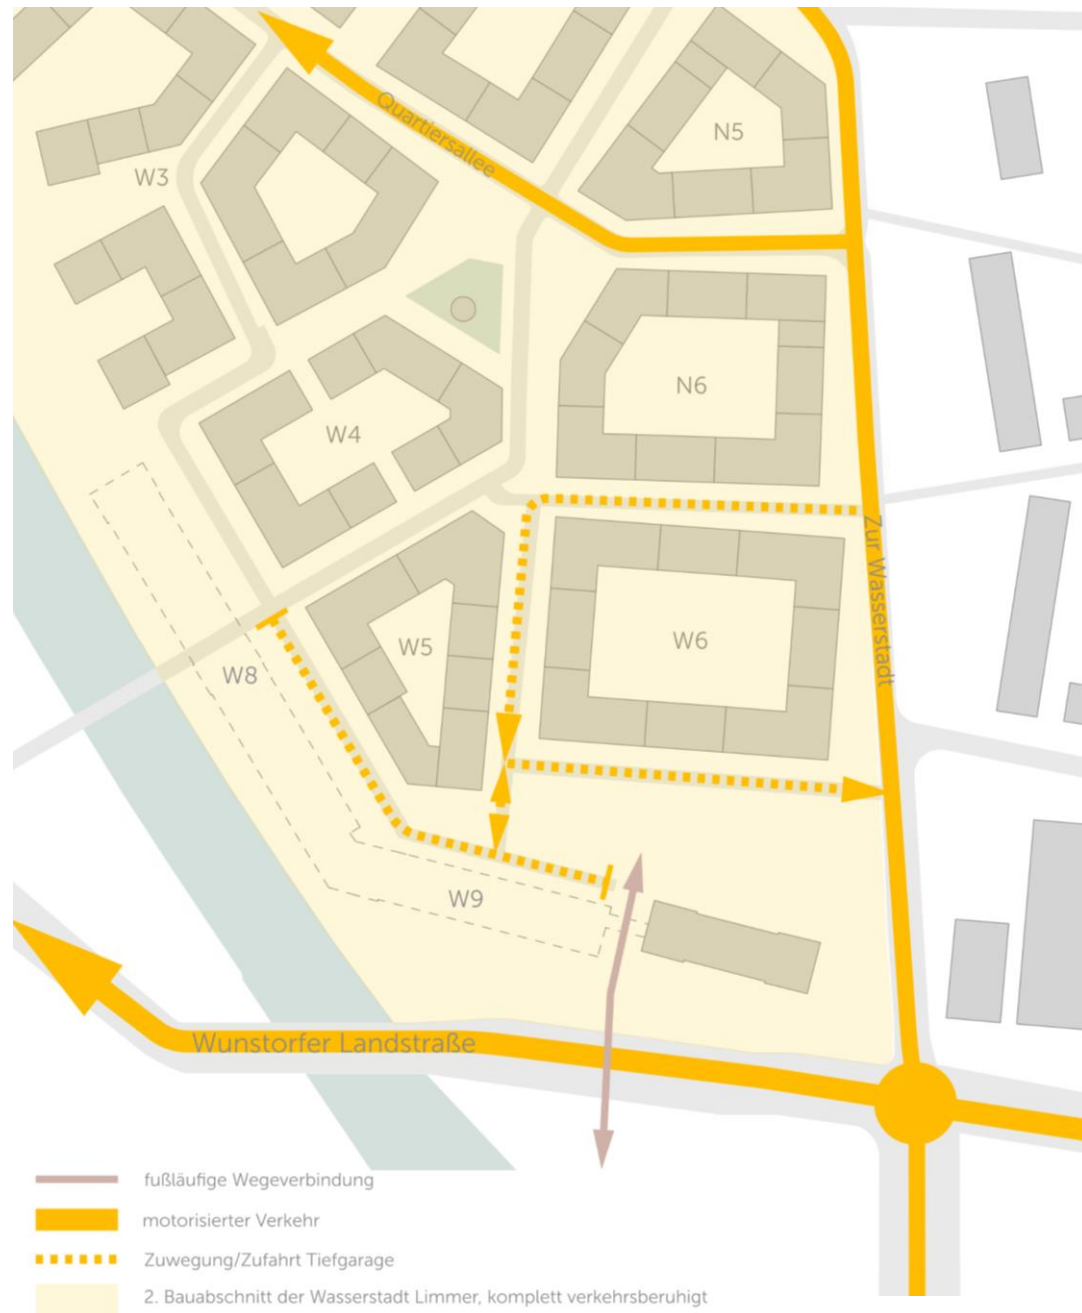 Quartiersallee
N5
W3
N6
W4
Zur Wasserstadt
W5
W6
W8
W9
Wunstorfer Landstraße
fußläufige Wegeverbindung
motorisierter Verkehr
Zuwegung/Zufahrt Tiefgarage
2. Bauabschnitt der Wasserstadt Limmer, komplett verkehrsberuhigt